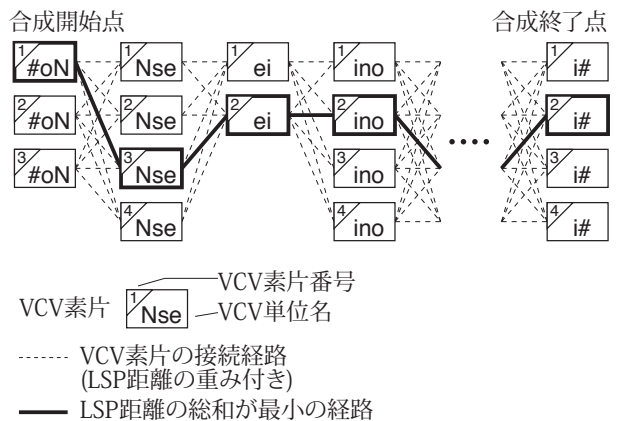 合成開始点 合成終了点
1 #oN 1 Nse 1 ei 1 ino 1 i#
2 #oN 2 Nse 2 ei 2 ino 2 i#
3 #oN 3 Nse 3 ino 3 i#
4 Nse 4 ino 4 i#
VCV素片番号
VCV素片 1 Nse VCV単位名
VCV素片の接続経路
(LSP距離の重み付き)
LSP距離の総和が最小の経路